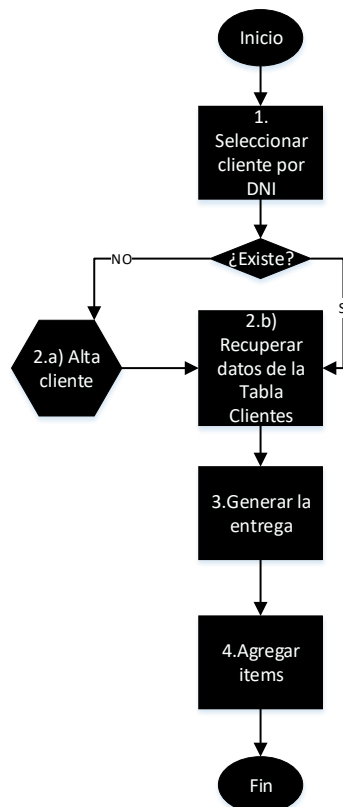 Inicio
1.
Seleccionar
cliente por
DNI
¿Existe?
NO
S
2.a) Alta
cliente
2.b)
Recuperar
datos de la
Tabla
Clientes
3.Generar la
entrega
4.Agregar
items
Fin